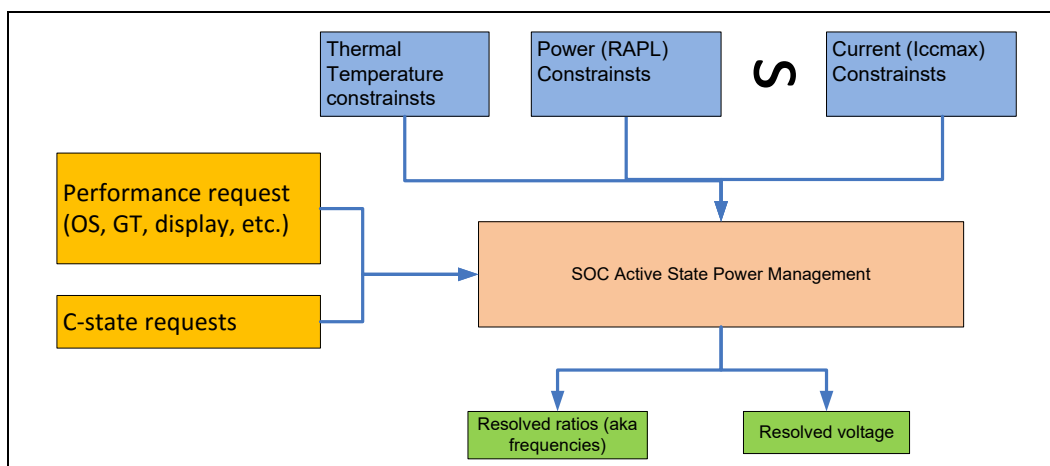 Thermal
Temperature
constrainsts
Power (RAPL)
Constrainsts
Current (Iccmax)
Constrainsts
Performance request
(OS, GT, display, etc.)
C-state requests
SOC Active State Power Management
Resolved ratios (aka
frequencies)
Resolved voltage